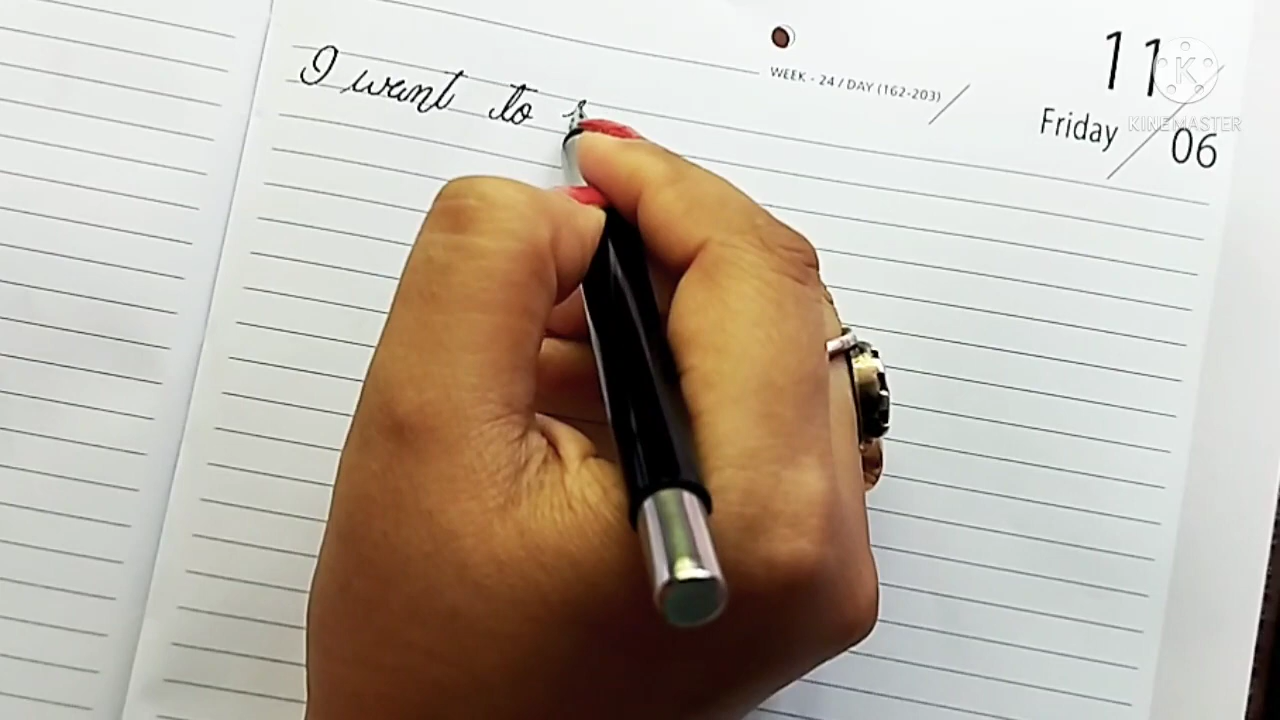 WEEK - 24 / DAY (162-203)
11
Friday
06
KINEMASTER
I want to